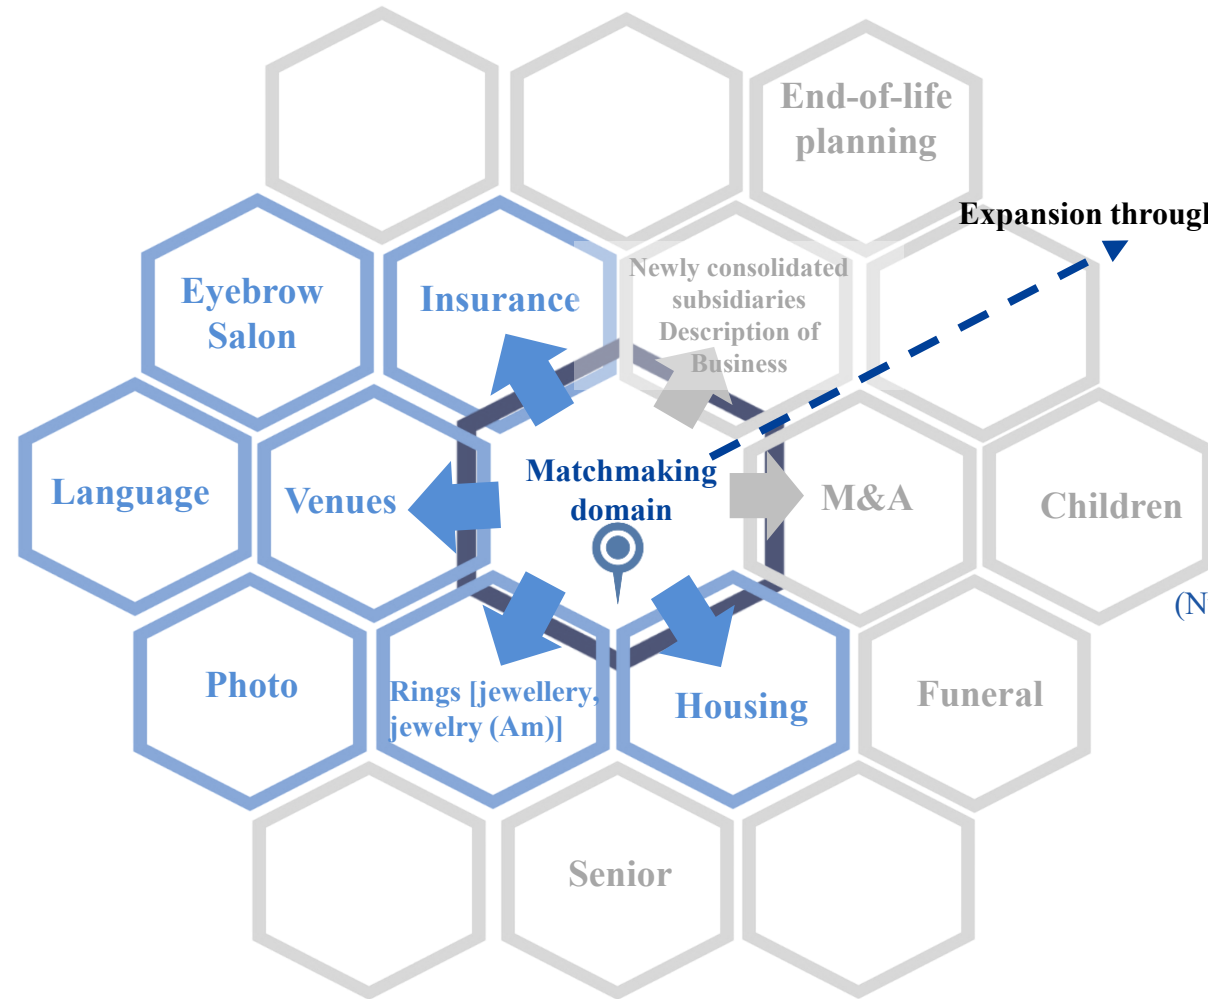 End-of-life
planning
Expansion through
Newly consolidated
subsidiaries
Description of
Business
Eyebrow
Salon
Insurance
Matchmaking
domain
Language
Venues
M&A
Children
(N
Photo
Rings [jewellery,
jewelry (Am)]
Housing
Funeral
Senior